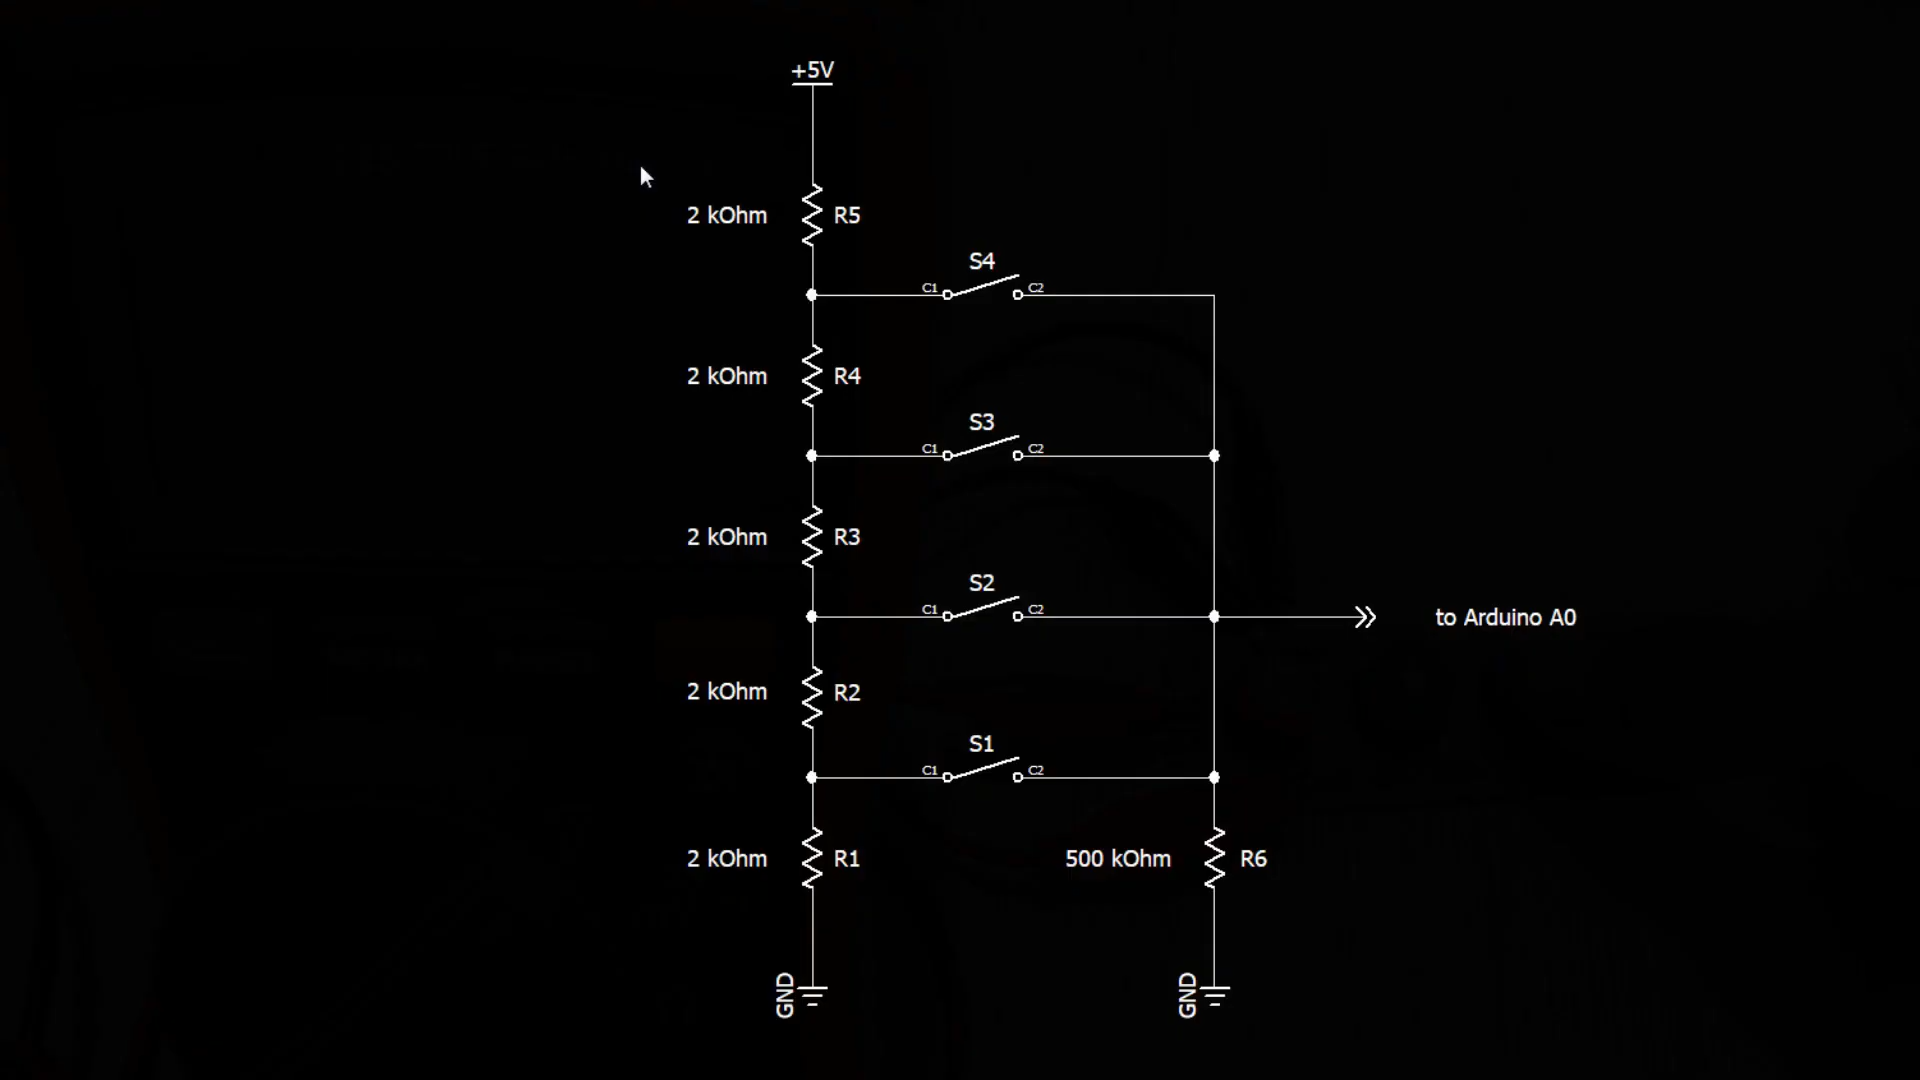 +5V
2 kOhm R5
S4
C1 C2
2 kOhm R4
S3
C1 C2
2 kOhm R3
S2
C1 C2
to Arduino A0
2 kOhm R2
S1
C1 C2
2 kOhm R1
500 kOhm R6
GND
GND